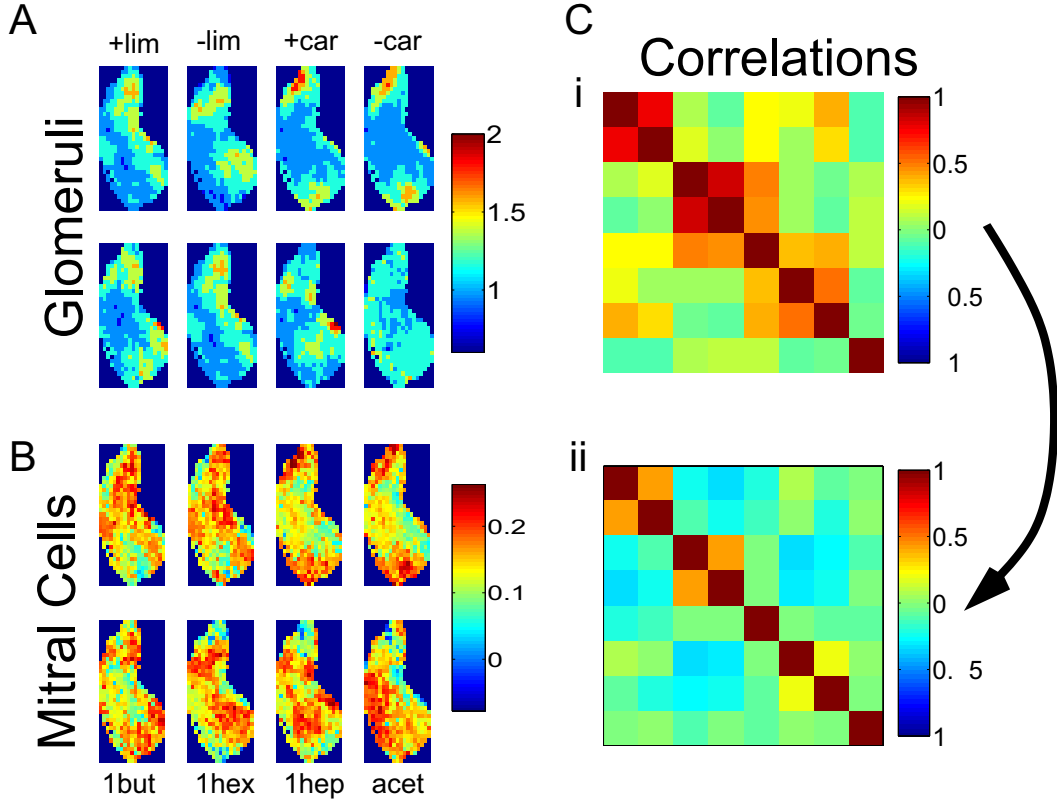 A
+lim -lim +car -car
Glomeruli
2
1.5
1
B
Mitral Cells
0.2
0.1
0
1but 1hex 1hep acet
C
Correlations
i
1
0.5
0
0.5
1
ii
1
0.5
0
0. 5
1